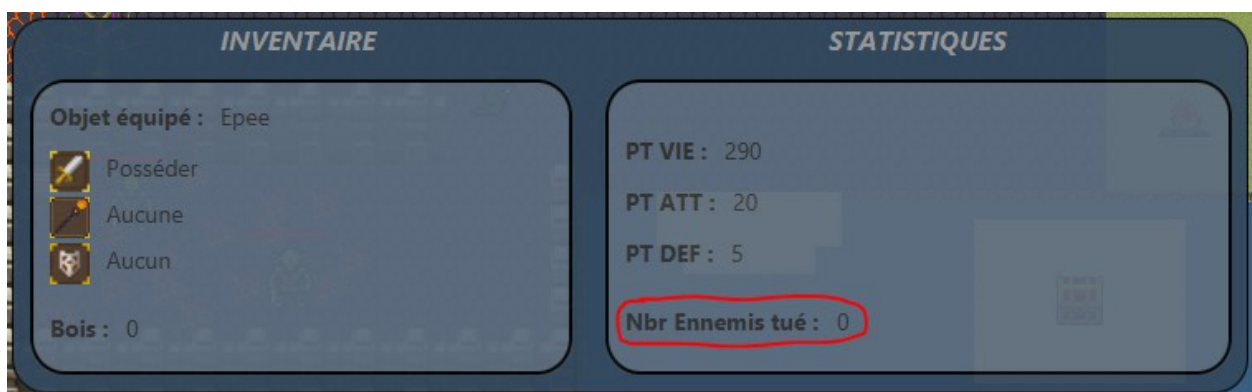 INVENTAIRE
Objet équipé : Epee
Posséder
Aucune
Aucun
Bois : 0
STATISTIQUES
PT VIE : 290
PT ATT : 20
PT DEF : 5
Nbr Ennemis tué : 0